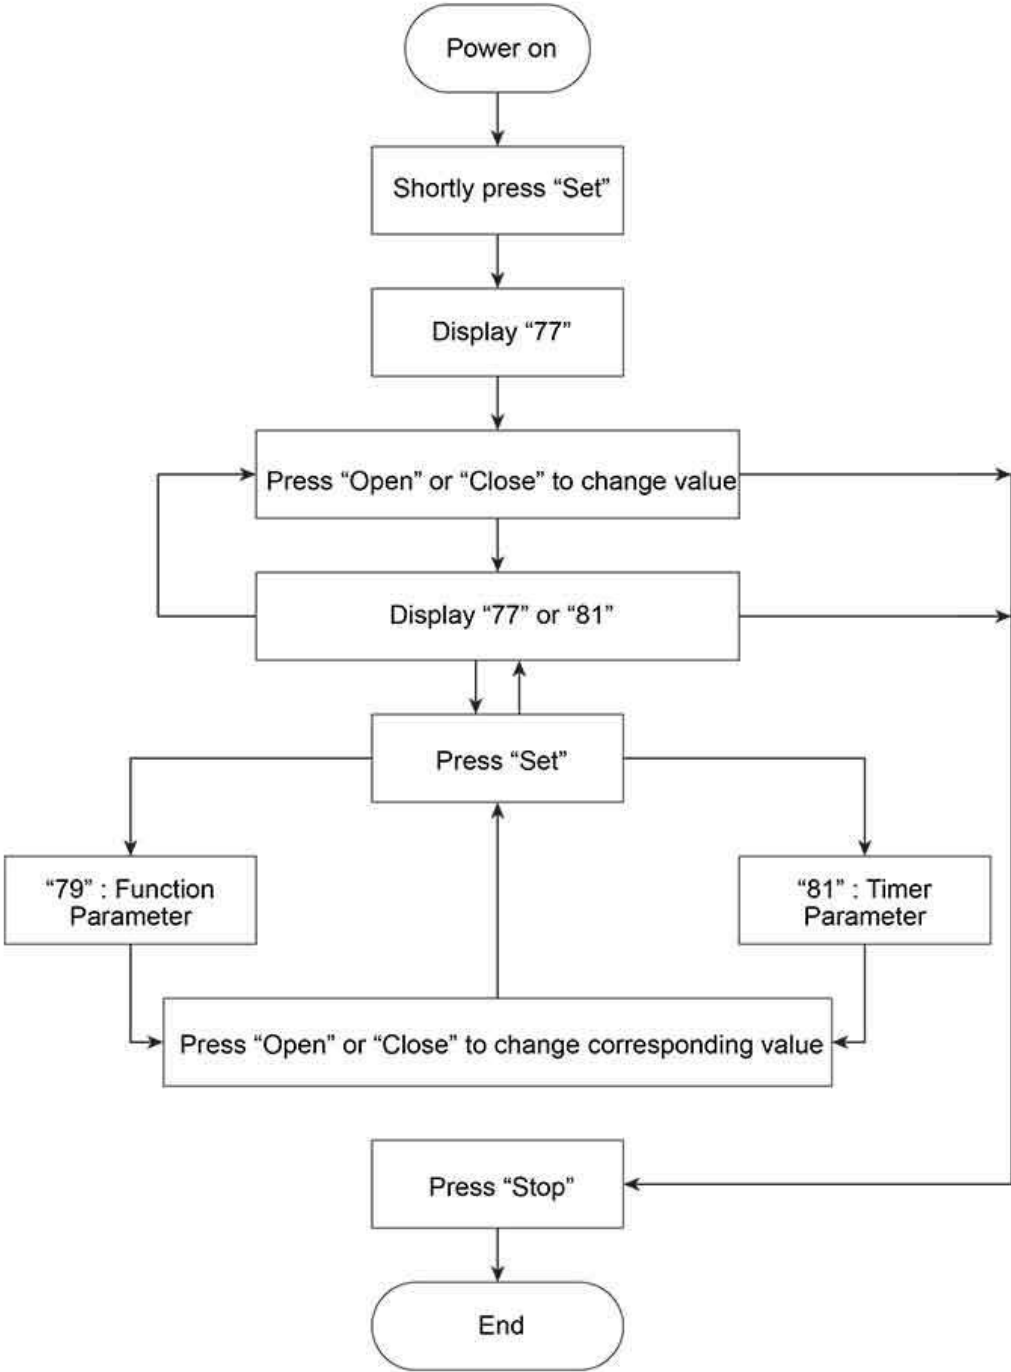 Power on
Shortly press “Set”
Display “77”
Press “Open” or “Close” to change value
Display “77” or “81”
Press “Set”
“79” : Function
Parameter
“81” : Timer
Parameter
Press “Open” or “Close” to change corresponding value
Press “Stop”
End